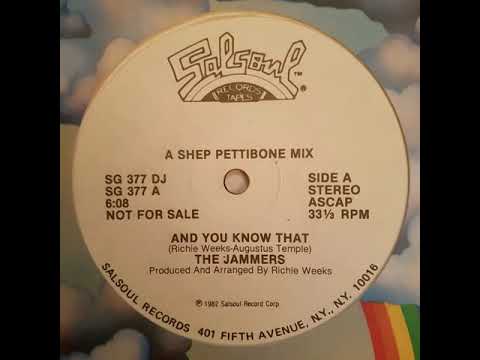 Salsoul
RECORDS
TAPES
A SHEP PETTIBONE MIX
SG 377 DJ
SG 377 A
6:08
NOT FOR SALE
SIDE A
STEREO
ASCAP
33⅓ RPM
AND YOU KNOW THAT
(Richie Weeks-Augustus Temple)
THE JAMMERS
Produced And Arranged By Richie Weeks
℗ 1982 Salsoul Record Corp
SALSOUL RECORDS 401 FIFTH AVENUE, N.Y., N.Y. 10016